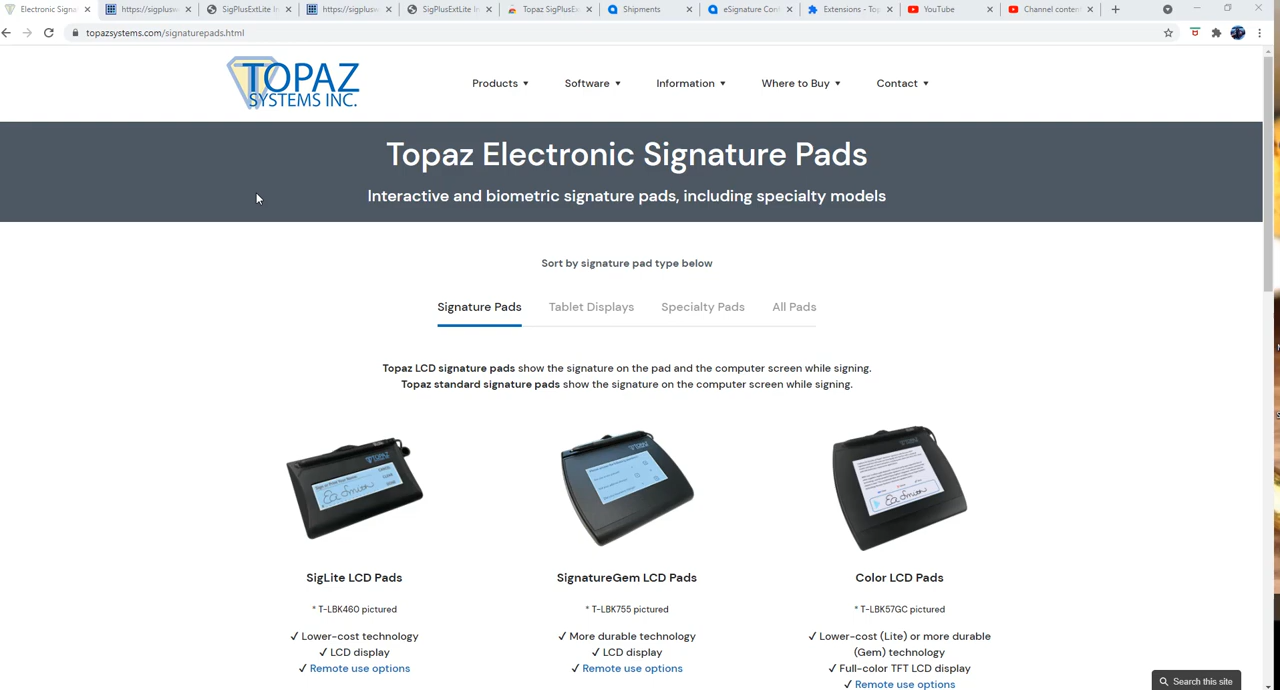 Electronic Signa
https://sigplusw
SigPlusExtLite In
https://sigplusw
SigPlusExtLite In
Topaz SigPlusEx
Shipments
eSignature Con
Extensions - Top
YouTube
Channel content
topazsystems.com/signaturepads.html
TOPAZ
SYSTEMS INC.
Products
Software
Information
Where to Buy
Contact
Topaz Electronic Signature Pads
Interactive and biometric signature pads, including specialty models
Sort by signature pad type below
Signature Pads
Tablet Displays
Specialty Pads
All Pads
Topaz LCD signature pads show the signature on the pad and the computer screen while signing.
Topaz standard signature pads show the signature on the computer screen while signing.
SigLite LCD Pads
* T-LBK460 pictured
✓ Lower-cost technology
✓ LCD display
✓ Remote use options
SignatureGem LCD Pads
* T-LBK755 pictured
✓ More durable technology
✓ LCD display
✓ Remote use options
Color LCD Pads
* T-LBK57GC pictured
✓ Lower-cost (Lite) or more durable
(Gem) technology
✓ Full-color TFT LCD display
✓ Remote use options
Search this site